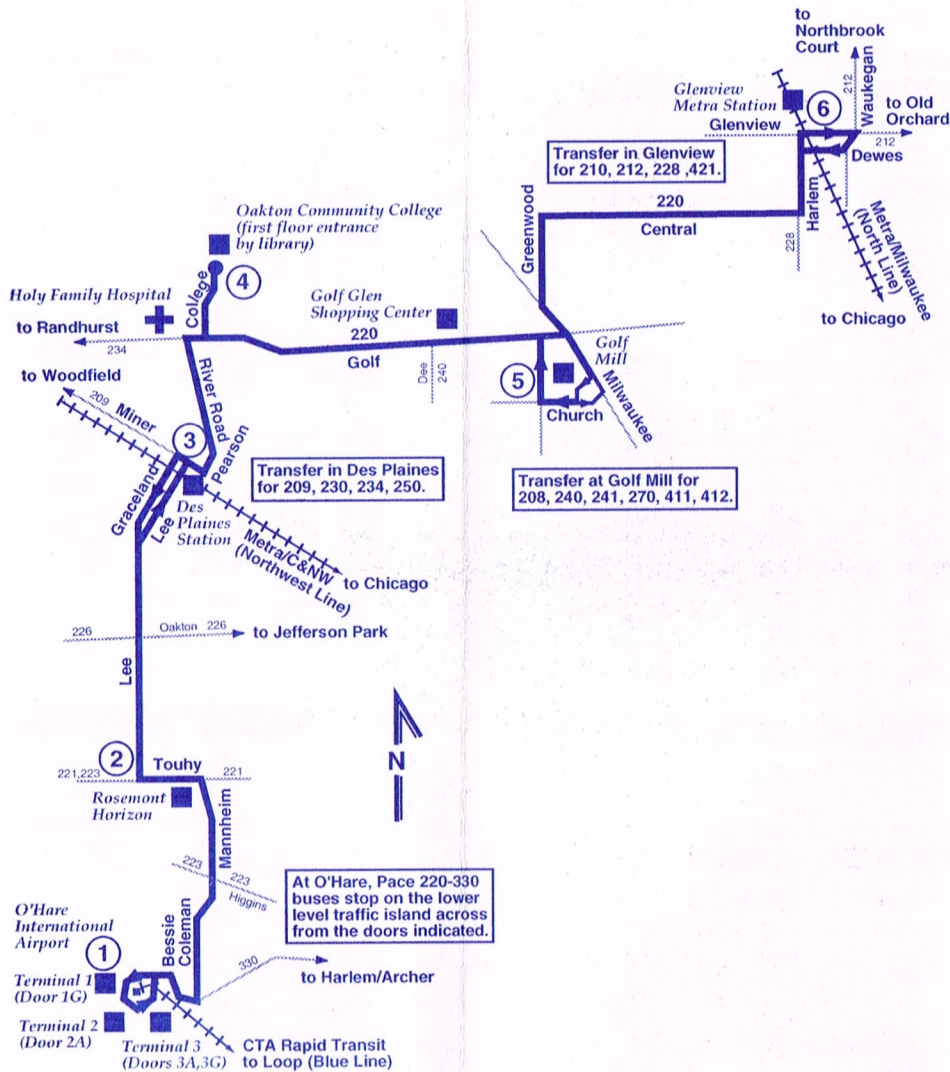 to
Northbrook
Court
212
Waukegan
Glenview
Metra Station
6
to Old
Orchard
Glenview
212
Dewes
Transfer in Glenview
for 210, 212, 228 ,421.
Harlem
Greenwood
220
Central
228
Metra/Milwaukee
(North Line)
to Chicago
Oakton Community College
(first floor entrance
by library)
College
4
Holy Family Hospital
to Randhurst
234
Golf Glen
Shopping Center
220
Golf
Dee
240
Golf
Mill
5
Church
Milwaukee
to Woodfield
209
Miner
River Road
3
Pearson
Graceland
Lee
Des
Plaines
Station
Transfer in Des Plaines
for 209, 230, 234, 250.
Transfer at Golf Mill for
208, 240, 241, 270, 411, 412.
Metra/C&NW
(Northwest Line)
to Chicago
226
Oakton
226
to Jefferson Park
Lee
N
2
Touhy
221,223
221
Rosemont
Horizon
Mannheim
223
223
Higgins
At O'Hare, Pace 220-330
buses stop on the lower
level traffic island across
from the doors indicated.
O'Hare
International
Airport
1
Bessie
Coleman
330
to Harlem/Archer
Terminal 1
(Door 1G)
Terminal 2
(Door 2A)
Terminal 3
(Doors 3A,3G)
CTA Rapid Transit
to Loop (Blue Line)